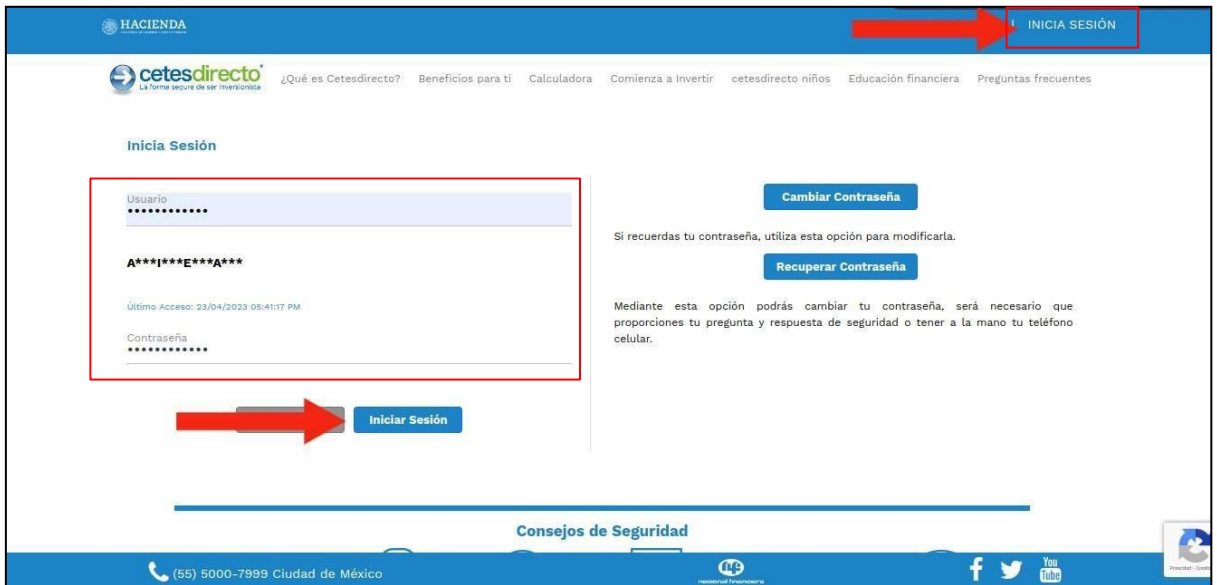 HACIENDA
INICIA SESIÓN
cetesdirecto
La forma segura de ser inversionista
¿Qué es Cetesdirecto? Beneficios para ti Calculadora Comienza a Invertir cetesdirecto niños Educación financiera Preguntas frecuentes
Inicia Sesión
Usuario
••••••••••••
A***I***E***A***
Último Acceso: 23/04/2023 05:41:17 PM
Contraseña
••••••••••••
Iniciar Sesión
Cambiar Contraseña
Si recuerdas tu contraseña, utiliza esta opción para modificarla.
Recuperar Contraseña
Mediante esta opción podrás cambiar tu contraseña, será necesario que
proporciones tu pregunta y respuesta de seguridad o tener a la mano tu teléfono
celular.
Consejos de Seguridad
(55) 5000-7999 Ciudad de México
nacional financiera
You
Tube